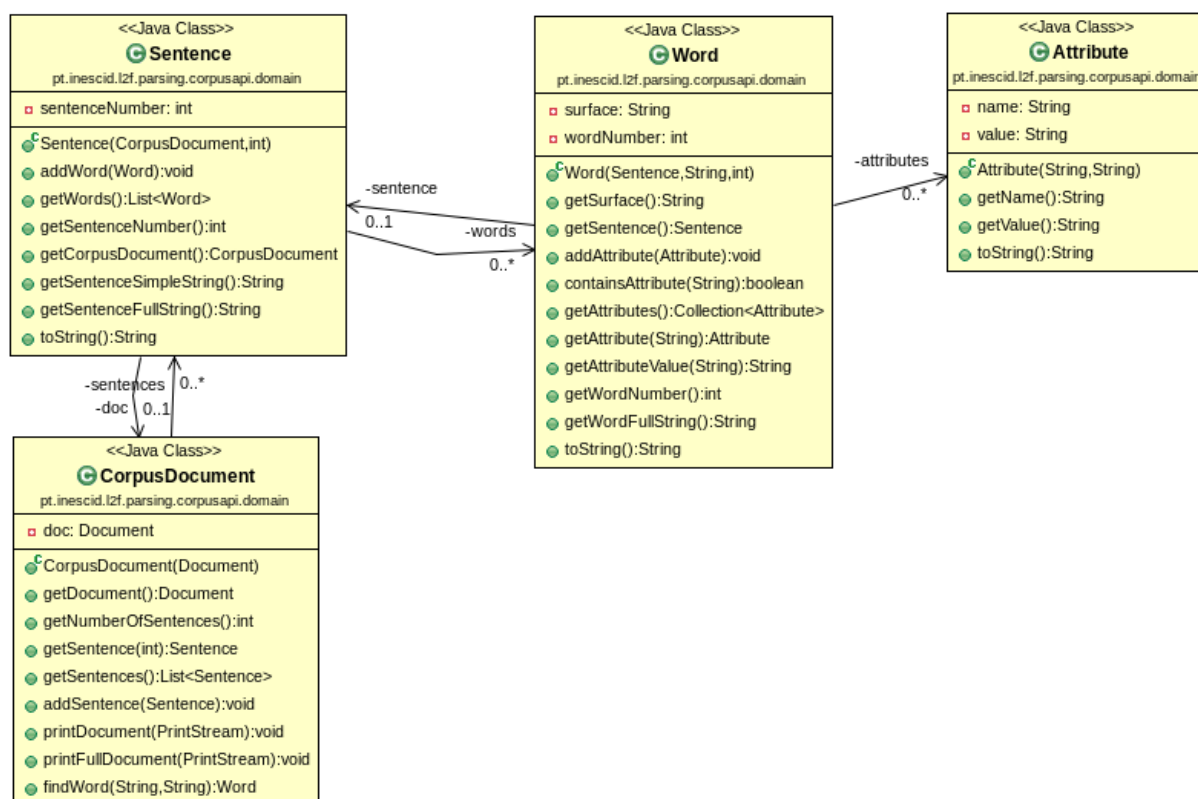 <<Java Class>>
Sentence
pt.inescid.l2f.parsing.corpusapi.domain
sentenceNumber: int
Sentence(CorpusDocument,int)
addWord(Word):void
getWords():List<Word>
getSentenceNumber():int
getCorpusDocument():CorpusDocument
getSentenceSimpleString():String
getSentenceFullString():String
toString():String
-sentence
0..1
-words
0..*
<<Java Class>>
Word
pt.inescid.l2f.parsing.corpusapi.domain
surface: String
wordNumber: int
Word(Sentence,String,int)
getSurface():String
getSentence():Sentence
addAttribute(Attribute):void
containsAttribute(String):boolean
getAttributes():Collection<Attribute>
getAttribute(String):Attribute
getAttributeValue(String):String
getWordNumber():int
getWordFullString():String
toString():String
-attributes
0..*
<<Java Class>>
Attribute
pt.inescid.l2f.parsing.corpusapi.domain
name: String
value: String
Attribute(String,String)
getName():String
getValue():String
toString():String
-sentences
0..*
-doc
0..1
<<Java Class>>
CorpusDocument
pt.inescid.l2f.parsing.corpusapi.domain
doc: Document
CorpusDocument(Document)
getDocument():Document
getNumberOfSentences():int
getSentence(int):Sentence
getSentences():List<Sentence>
addSentence(Sentence):void
printDocument(PrintStream):void
printFullDocument(PrintStream):void
findWord(String,String):Word